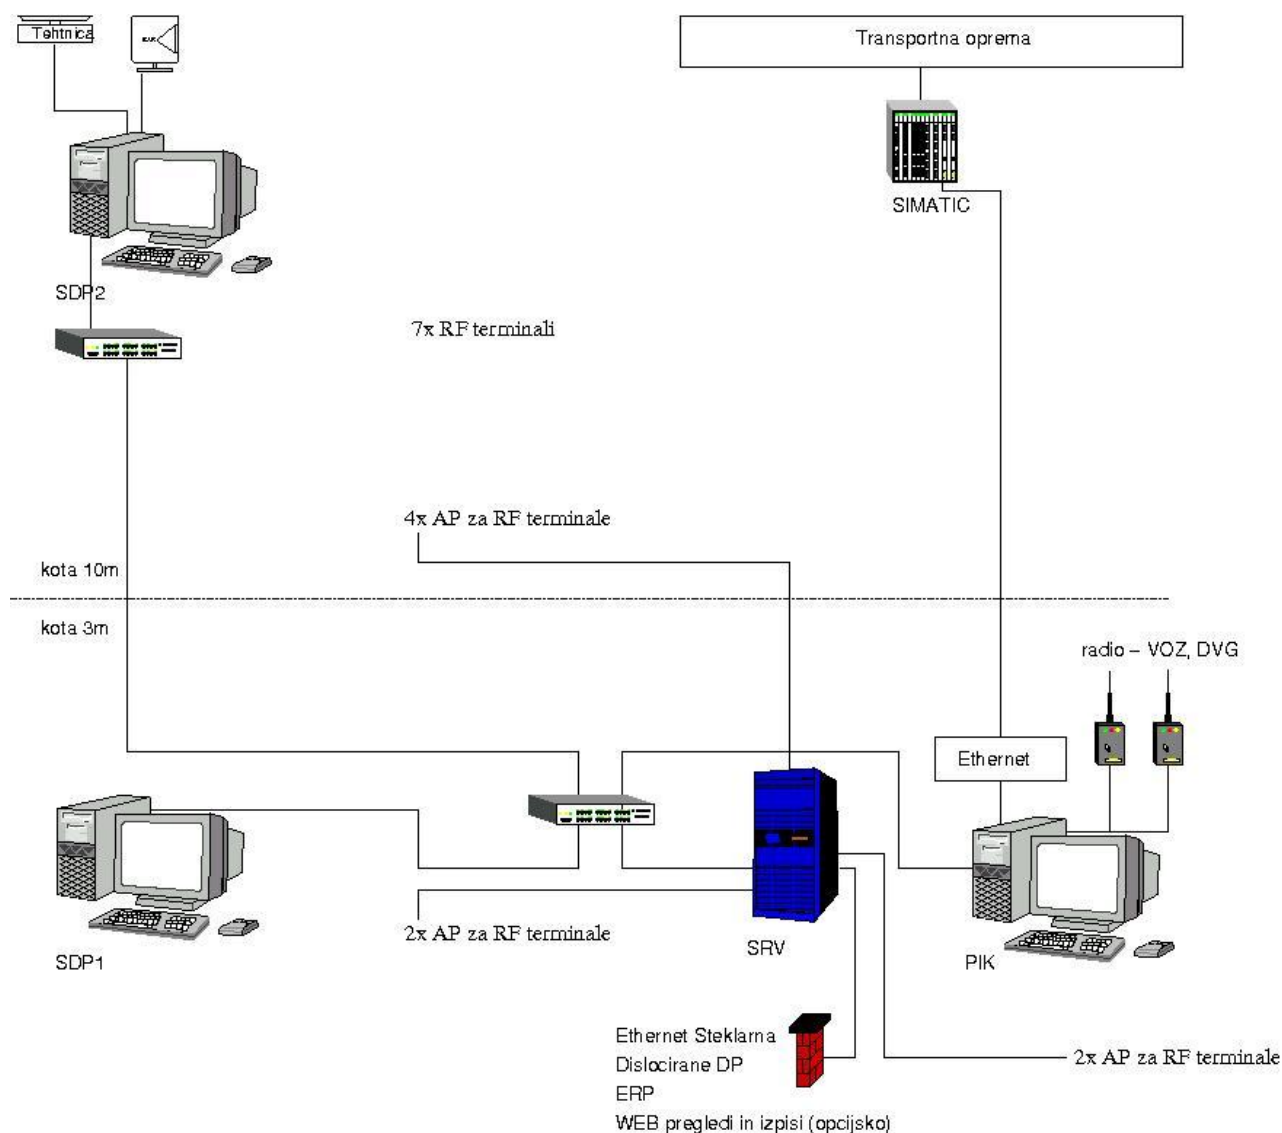 Tehtnica
Transportna oprema
SIMATIC
SDP2
7x RF terminali
4x AP za RF terminale
kota 10m
kota 3m
radio – VOZ, DVG
Ethernet
2x AP za RF terminale
SRV
SDP1
PIK
Ethernet Steklarna
Dislocirane DP
2x AP za RF terminale
ERP
WEB pregledi in izpisi (opcijsko)